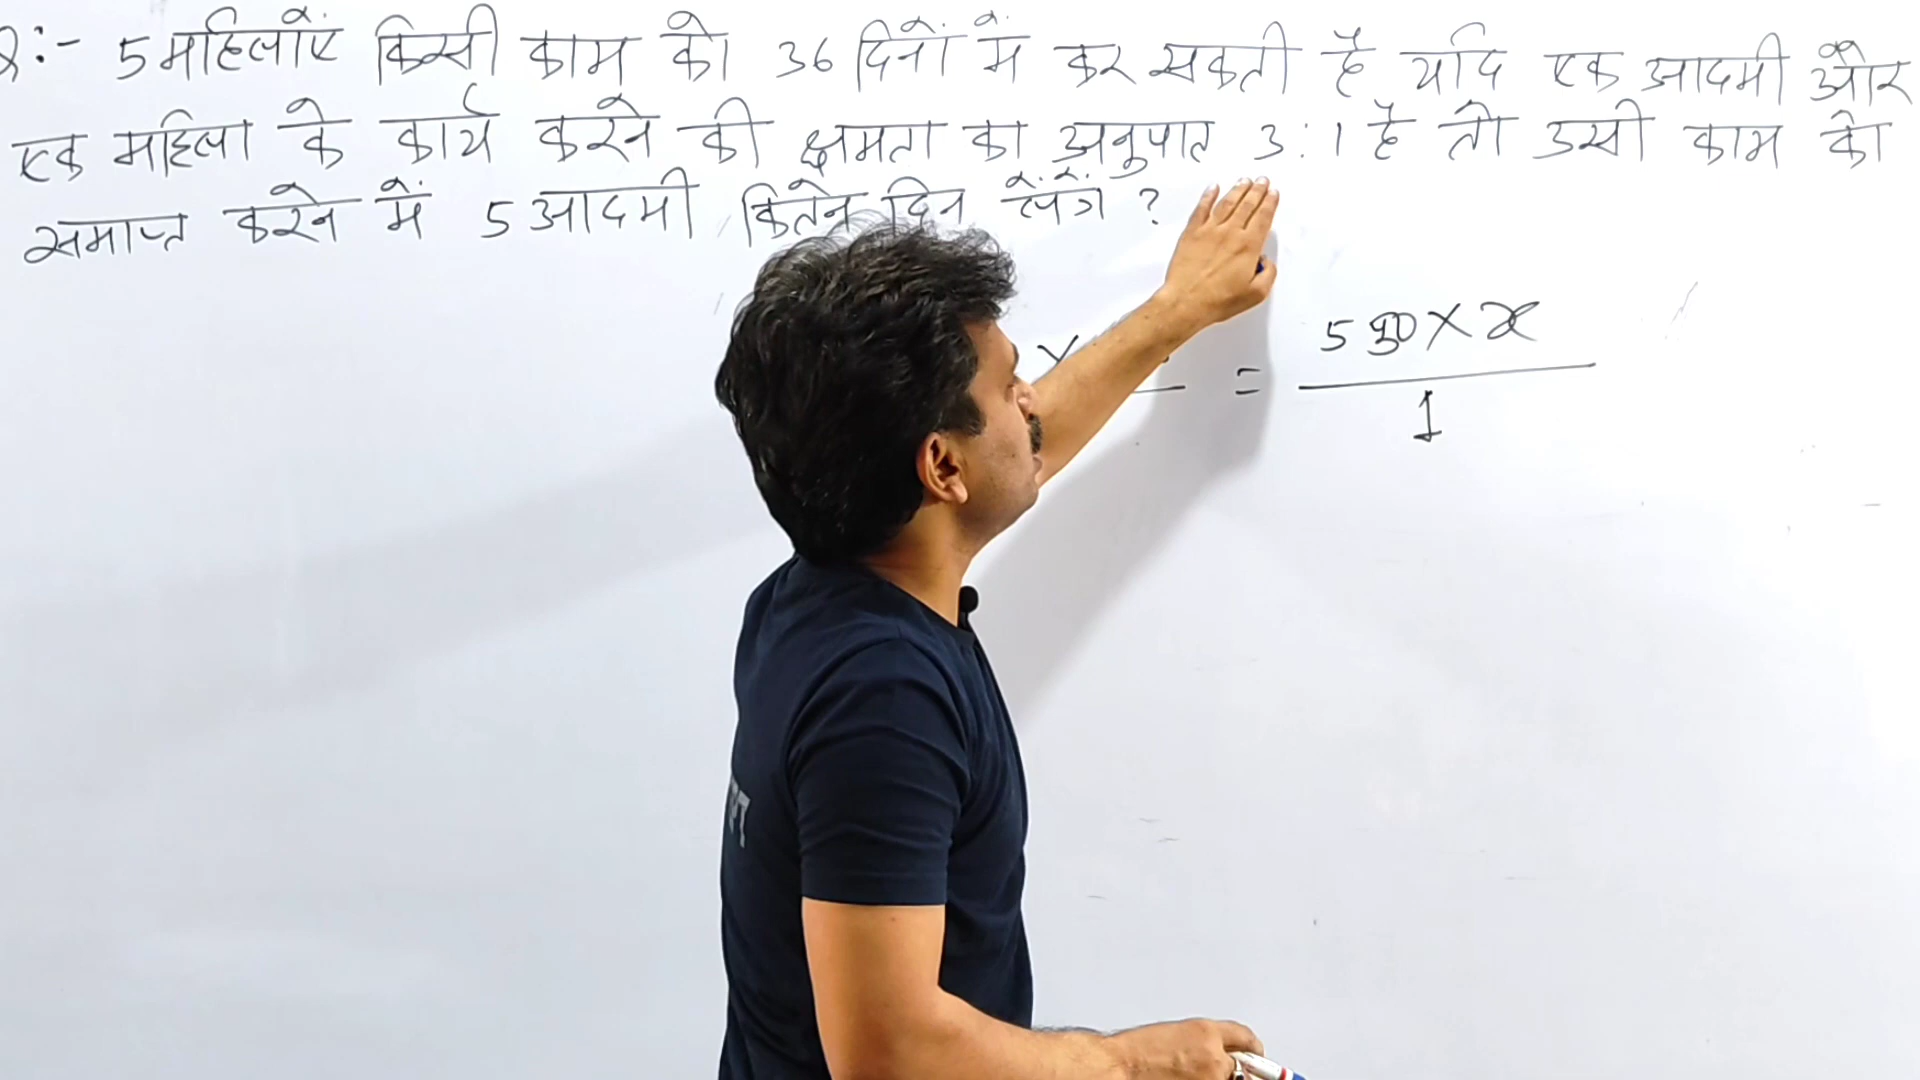 Q:- 5 महिलाएं किसी काम को 36 दिनों में कर सकती है यदि एक आदमी और
एक महिला के कार्य करने की क्षमता का अनुपात 3:1 है तो उसी काम को
समाप्त करने में 5 आदमी कितने दिन लेंगे ?
× = 5 × x
1